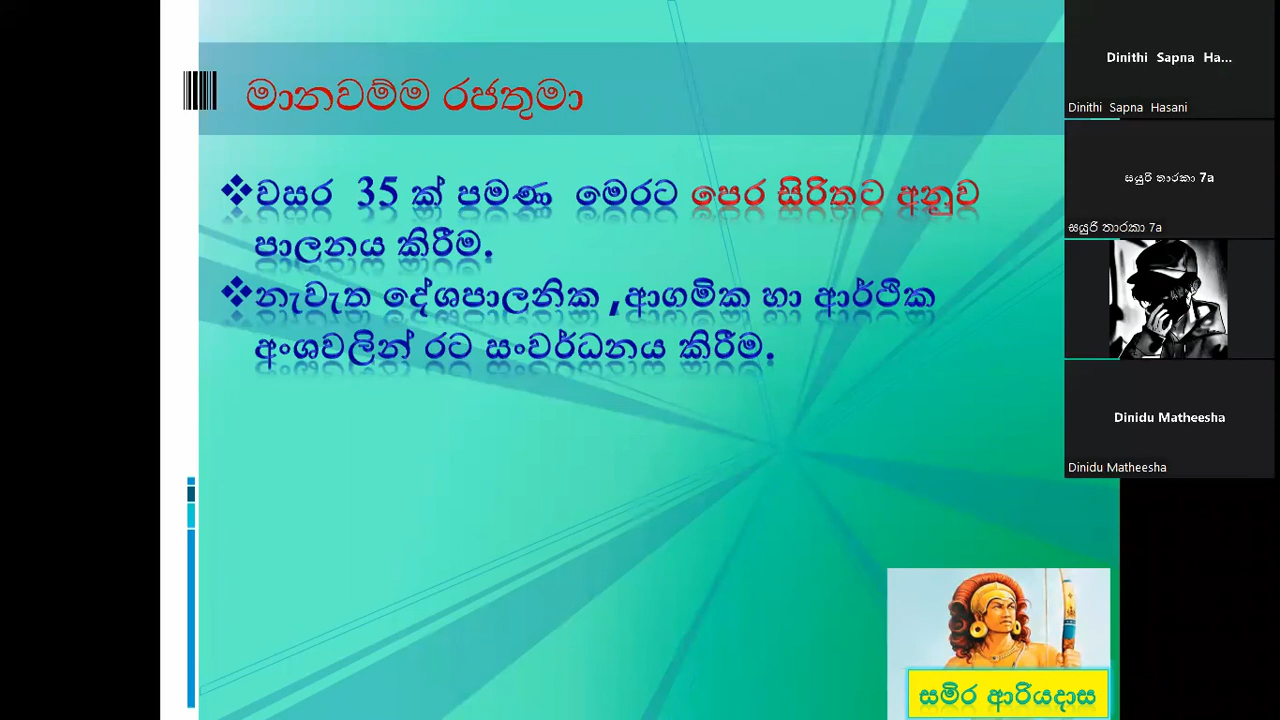 මානවම්ම රජතුමා
❖වසර 35 ක් පමණ මෙරට පෙර සිරිතට අනුව
පාලනය කිරීම.
❖නැවැත දේශපාලනික ,ආගමික හා ආර්ථික
අංශවලින් රට සංවර්ධනය කිරීම.
සමිර ආරියදාස
Dinithi Sapna Ha...
Dinithi Sapna Hasani
සයුරි තාරකා 7a
සයුරි තාරකා 7a
Dinidu Matheesha
Dinidu Matheesha